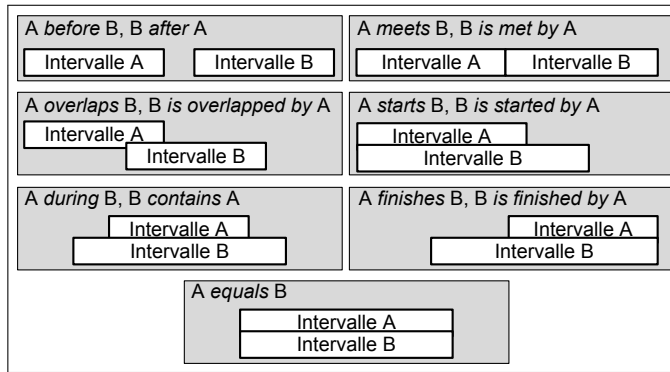 A before B, B after A
Intervalle A Intervalle B
A meets B, B is met by A
Intervalle A Intervalle B
A overlaps B, B is overlapped by A
Intervalle A
Intervalle B
A starts B, B is started by A
Intervalle A
Intervalle B
A during B, B contains A
Intervalle A
Intervalle B
A finishes B, B is finished by A
Intervalle A
Intervalle B
A equals B
Intervalle A
Intervalle B